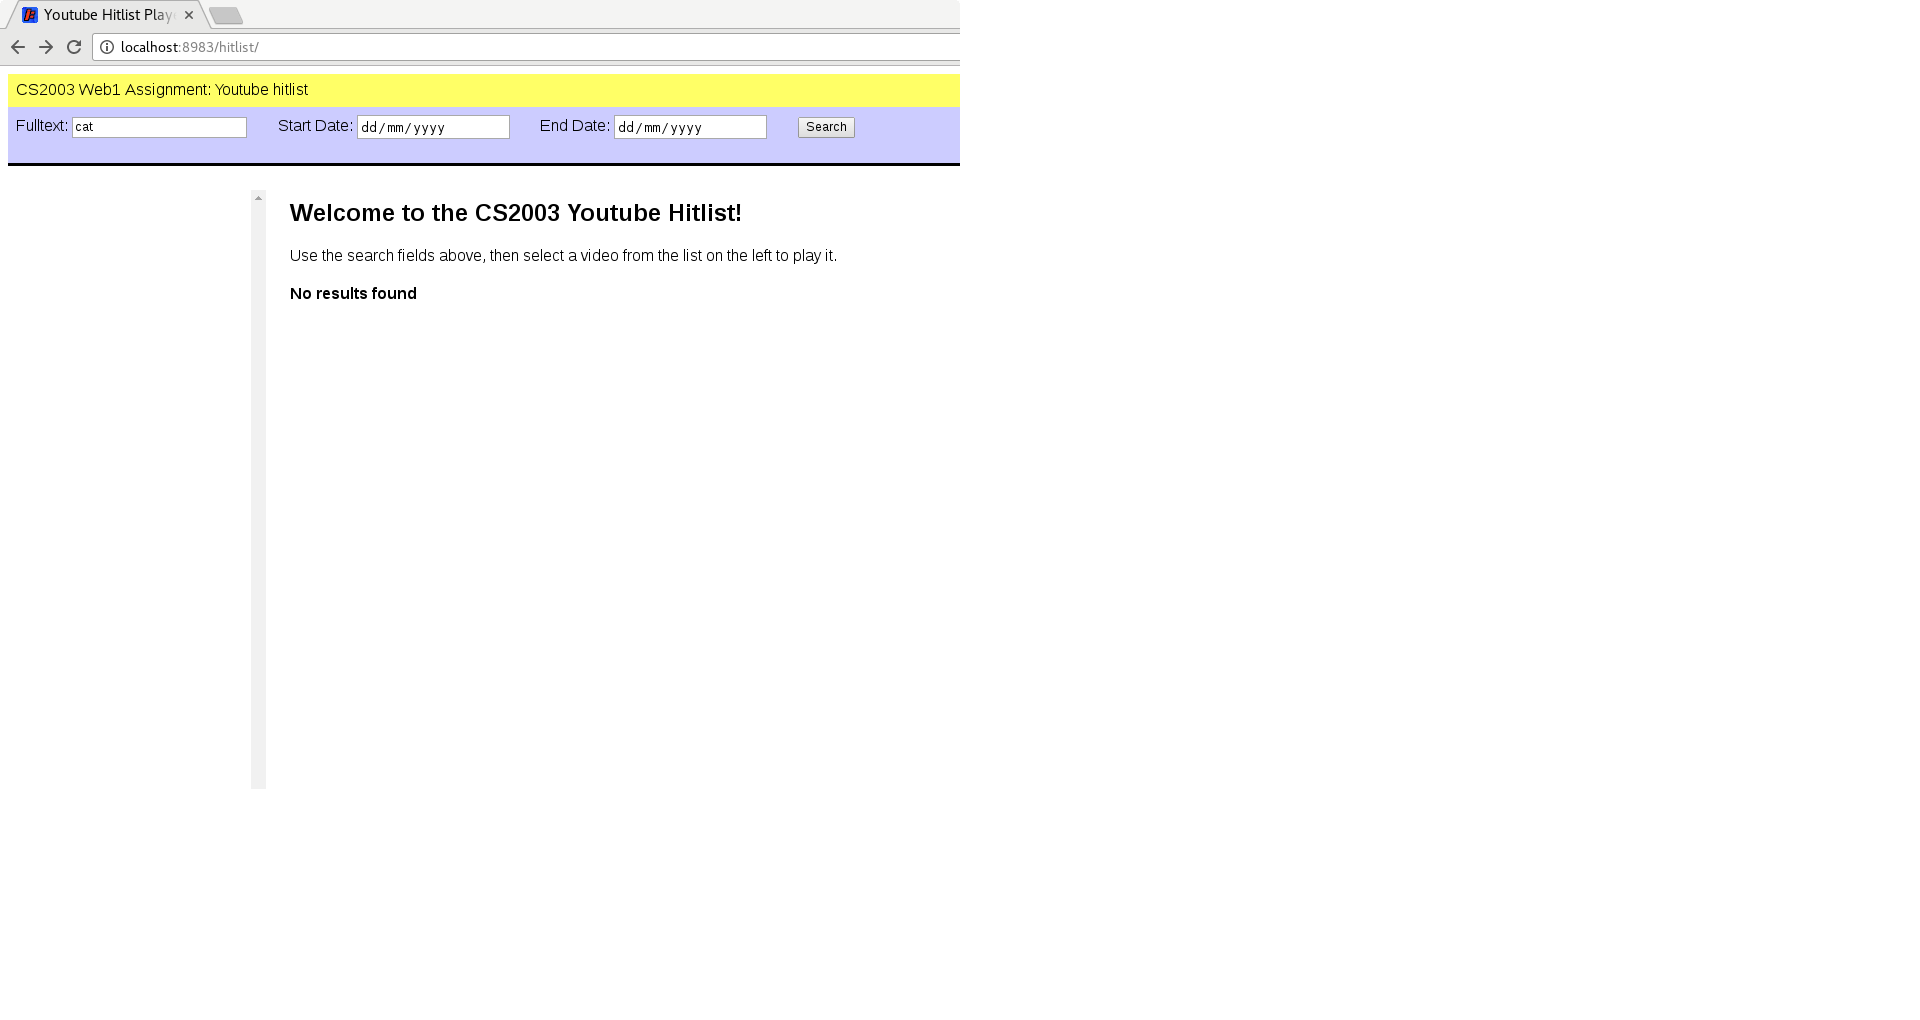 Youtube Hitlist Play
localhost:8983/hitlist/
CS2003 Web1 Assignment: Youtube hitlist
Fulltext: cat Start Date: dd/mm/yyyy End Date: dd/mm/yyyy Search
Welcome to the CS2003 Youtube Hitlist!
Use the search fields above, then select a video from the list on the left to play it.
No results found